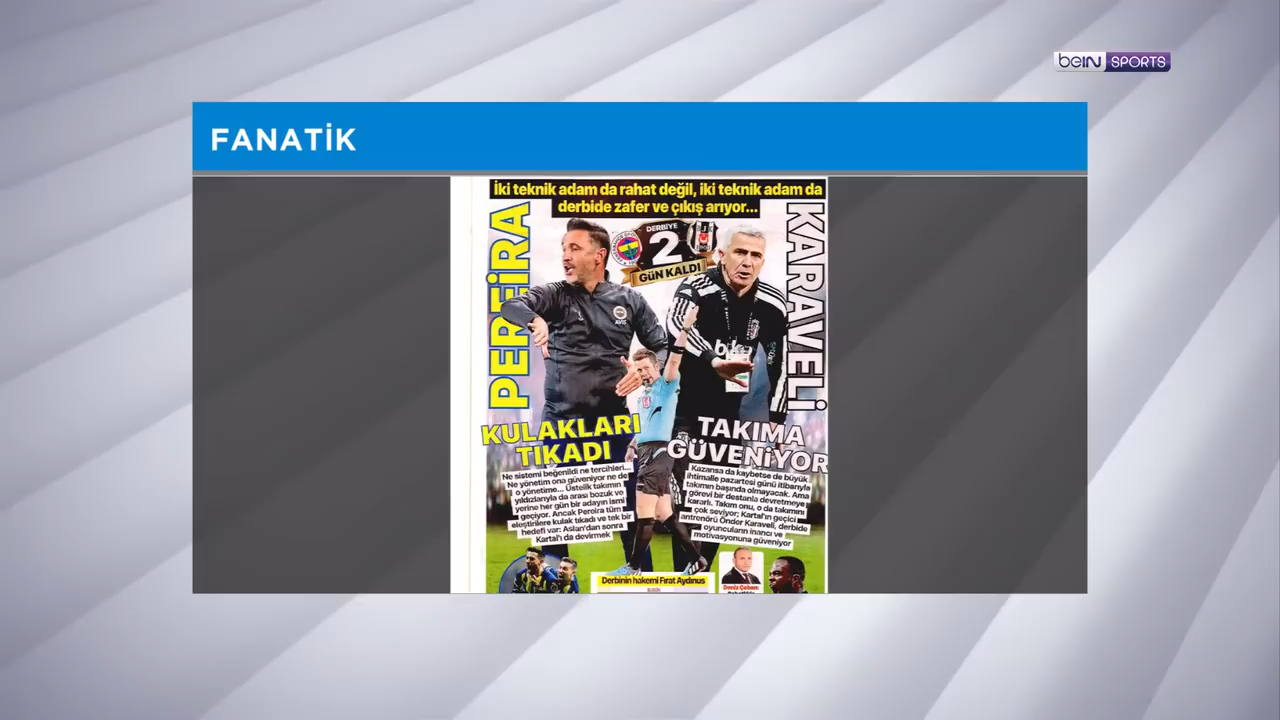 beIN SPORTS
FANATİK
İki teknik adam da rahat değil, iki teknik adam da
derbide zafer ve çıkış arıyor...
PEREİRA
DERBİYE
2
GÜN KALDI
KARAVELİ
AVIS
KULAKLARI
TIKADI
Ne sistemi beğenildi ne tercihleri...
Ne yönetim ona güveniyor ne de
o yönetime... Üstelik takımın
yıldızlarıyla da arası bozuk ve
yerine her gün bir adayın ismi
geçiyor. Ancak Pereira tüm
eleştirilere kulak tıkadı ve tek bir
hedefi var: Aslan'dan sonra
Kartal'ı da devirmek
TAKIMA
GÜVENİYOR
Kazansa da kaybetse de büyük
ihtimalle pazartesi günü itibarıyla
takımın başında olmayacak. Ama
görevi bir destanla devretmeye
kararlı. Takım onu, o da takımını
çok seviyor; Kartal'ın geçici
antrenörü Önder Karaveli, derbide
oyuncuların inancı ve
motivasyonuna güveniyor
Derbinin hakemi Fırat Aydınus
Deniz Çoban: